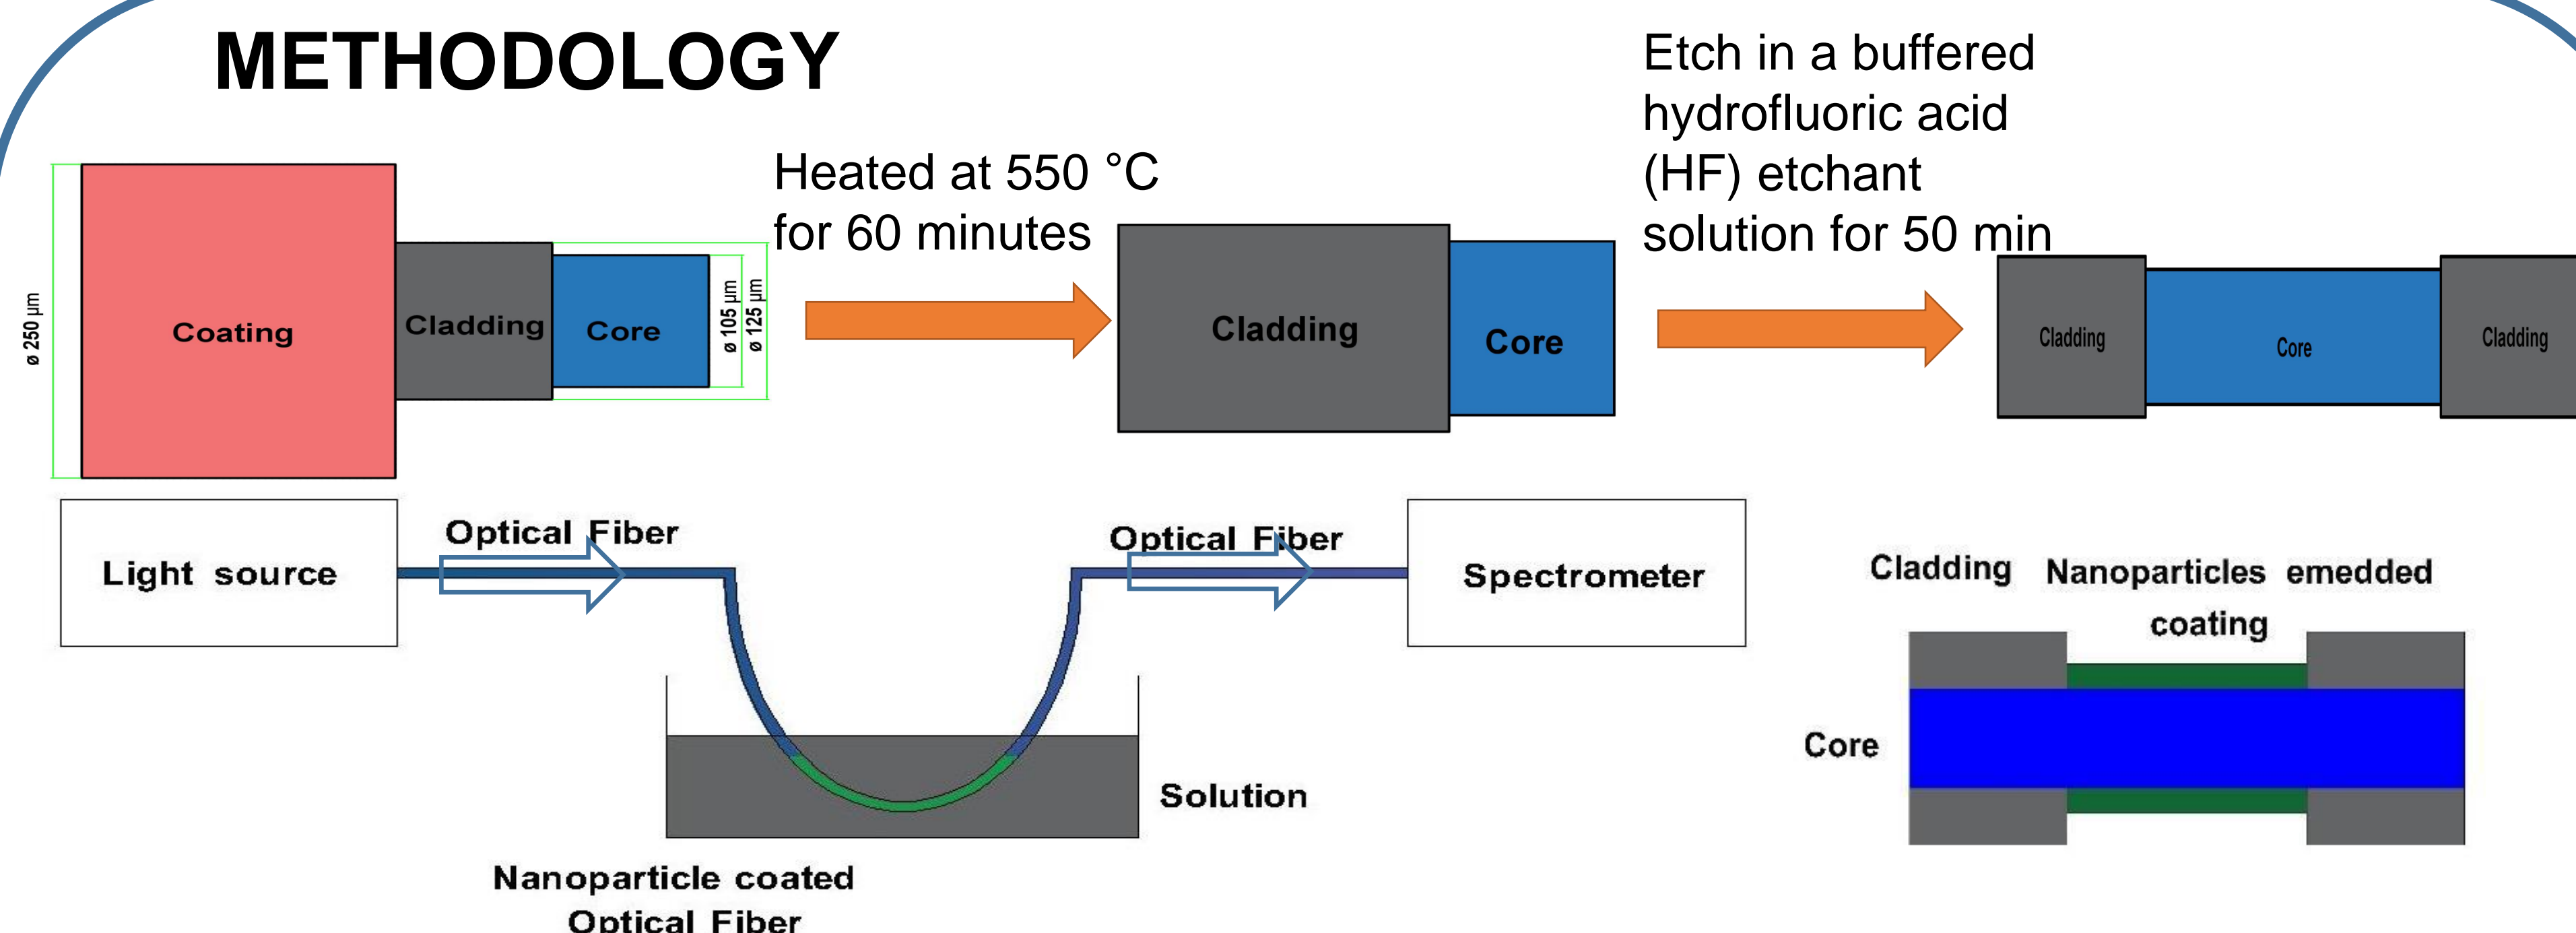 METHODOLOGY
Heated at 550 °C
for 60 minutes
Etch in a buffered
hydrofluoric acid
(HF) etchant
solution for 50 min
ø 250 µm
Coating
Cladding
Core
ø 105 µm
ø 125 µm
Cladding
Core
Cladding
Core
Cladding
Light source
Optical Fiber
Optical Fiber
Spectrometer
Solution
Nanoparticle coated
Optical Fiber
Cladding
Nanoparticles emedded
coating
Core